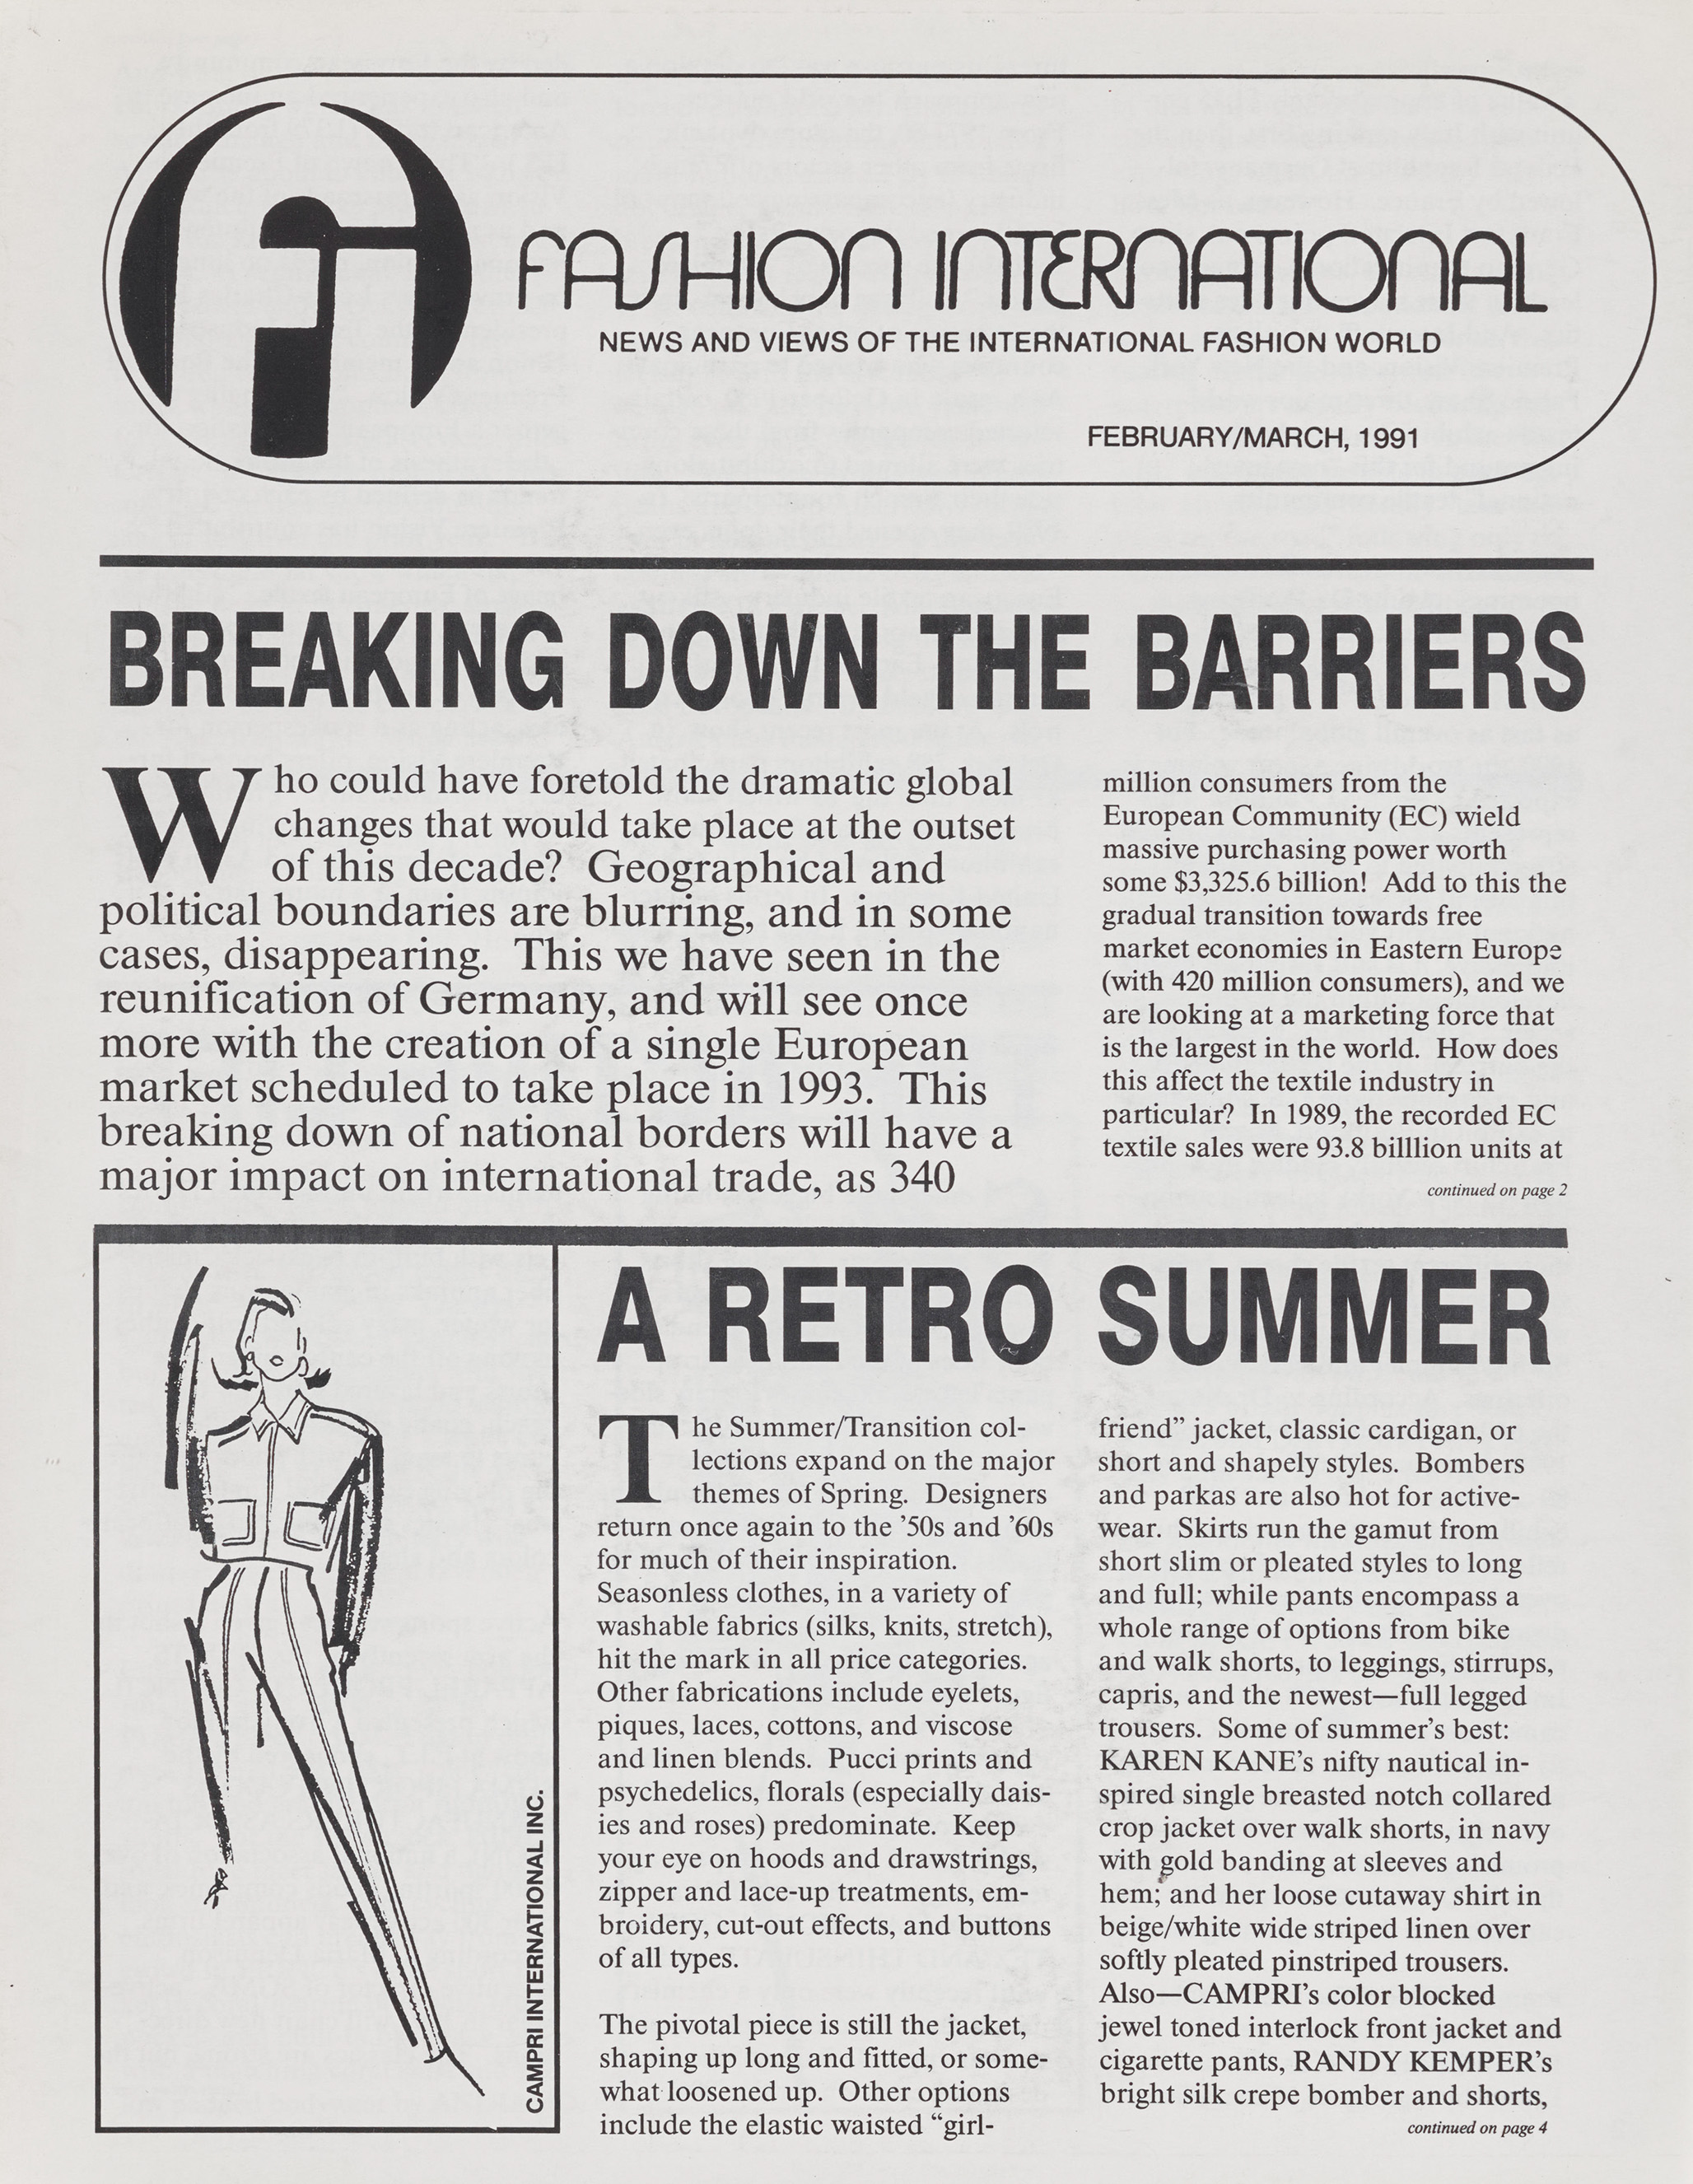 FASHION INTERNATIONAL
NEWS AND VIEWS OF THE INTERNATIONAL FASHION WORLD
FEBRUARY/MARCH, 1991
BREAKING DOWN THE BARRIERS
Who could have foretold the dramatic global
changes that would take place at the outset
of this decade? Geographical and
political boundaries are blurring, and in some
cases, disappearing. This we have seen in the
reunification of Germany, and will see once
more with the creation of a single European
market scheduled to take place in 1993. This
breaking down of national borders will have a
major impact on international trade, as 340
million consumers from the
European Community (EC) wield
massive purchasing power worth
some $3,325.6 billion! Add to this the
gradual transition towards free
market economies in Eastern Europe
(with 420 million consumers), and we
are looking at a marketing force that
is the largest in the world. How does
this affect the textile industry in
particular? In 1989, the recorded EC
textile sales were 93.8 billlion units at
continued on page 2
CAMPRI INTERNATIONAL INC.
A RETRO SUMMER
The Summer/Transition col-
lections expand on the major
themes of Spring. Designers
return once again to the ’50s and ’60s
for much of their inspiration.
Seasonless clothes, in a variety of
washable fabrics (silks, knits, stretch),
hit the mark in all price categories.
Other fabrications include eyelets,
piques, laces, cottons, and viscose
and linen blends. Pucci prints and
psychedelics, florals (especially dais-
ies and roses) predominate. Keep
your eye on hoods and drawstrings,
zipper and lace-up treatments, em-
broidery, cut-out effects, and buttons
of all types.
The pivotal piece is still the jacket,
shaping up long and fitted, or some-
what loosened up. Other options
include the elastic waisted “girl-
friend” jacket, classic cardigan, or
short and shapely styles. Bombers
and parkas are also hot for active-
wear. Skirts run the gamut from
short slim or pleated styles to long
and full; while pants encompass a
whole range of options from bike
and walk shorts, to leggings, stirrups,
capris, and the newest—full legged
trousers. Some of summer’s best:
KAREN KANE’s nifty nautical in-
spired single breasted notch collared
crop jacket over walk shorts, in navy
with gold banding at sleeves and
hem; and her loose cutaway shirt in
beige/white wide striped linen over
softly pleated pinstriped trousers.
Also—CAMPRI’s color blocked
jewel toned interlock front jacket and
cigarette pants, RANDY KEMPER’s
bright silk crepe bomber and shorts,
continued on page 4